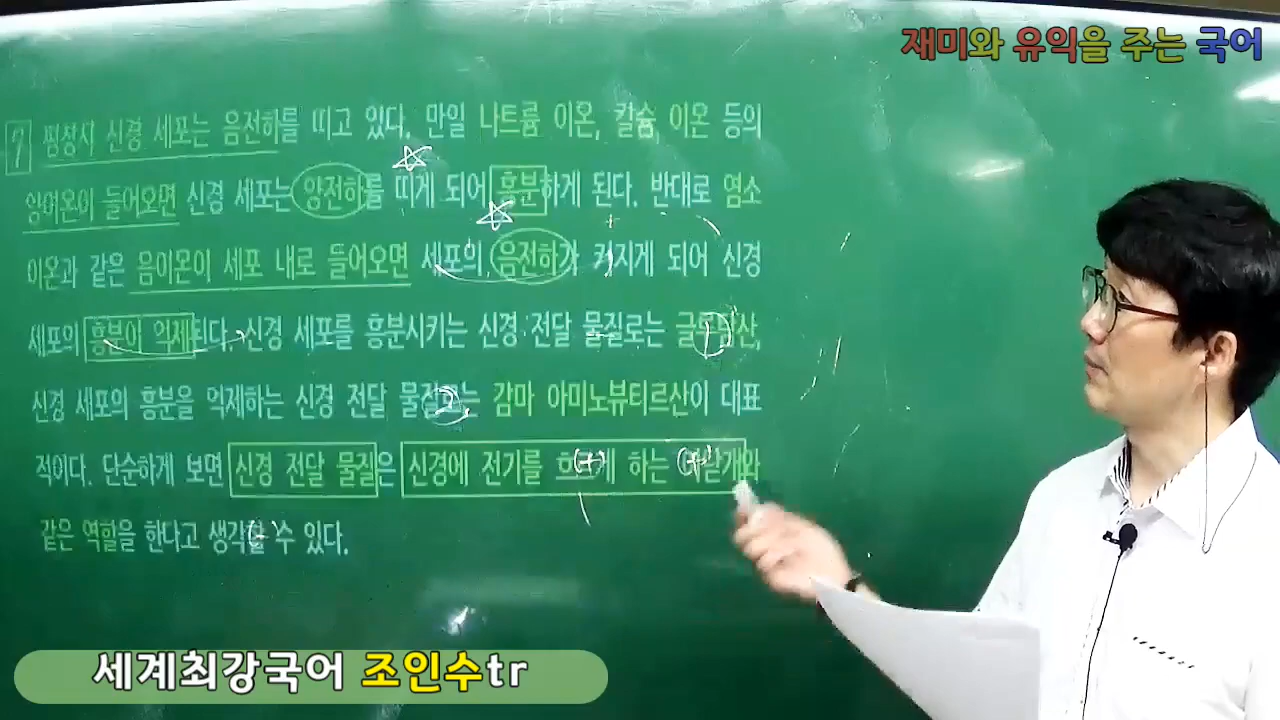 재미와 유익을 주는 국어
7 평상시 신경 세포는 음전하를 띠고 있다. 만일 나트륨 이온, 칼슘 이온 등의
양이온이 들어오면 신경 세포는 양전하를 띠게 되어 흥분하게 된다. 반대로 염소
이온과 같은 음이온이 세포 내로 들어오면 세포의 음전하가 커지게 되어 신경
세포의 흥분이 억제된다. 신경 세포를 흥분시키는 신경 전달 물질로는 글루탐산,
신경 세포의 흥분을 억제하는 신경 전달 물질로는 감마 아미노뷰티르산이 대표
적이다. 단순하게 보면 신경 전달 물질은 신경에 전기를 흐르게 하는 여닫개와
같은 역할을 한다고 생각할 수 있다.
세계최강국어 조인수tr